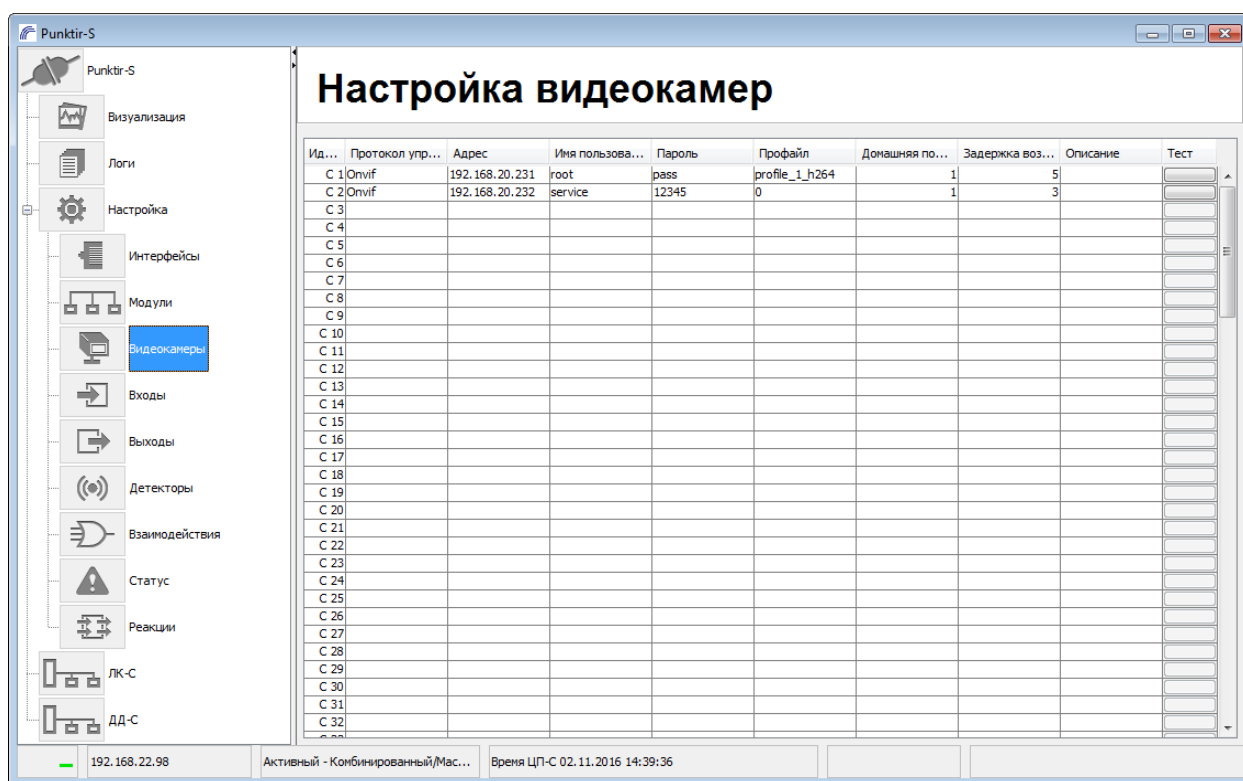 Punktir-S
Punktir-S
Визуализация
Логи
Настройка
Интерфейсы
Модули
Видеокамеры
Входы
Выходы
Детекторы
Взаимодействия
Статус
Реакции
ЛК-С
ДД-С
Настройка видеокамер
Ид... Протокол упр... Адрес Имя пользова... Пароль Профайл Домашняя по... Задержка воз... Описание Тест
C 1 Onvif 192.168.20.231 root pass profile_1_h264 1 5
C 2 Onvif 192.168.20.232 service 12345 0 1 3
C 3
C 4
C 5
C 6
C 7
C 8
C 9
C 10
C 11
C 12
C 13
C 14
C 15
C 16
C 17
C 18
C 19
C 20
C 21
C 22
C 23
C 24
C 25
C 26
C 27
C 28
C 29
C 30
C 31
C 32
192.168.22.98 Активный - Комбинированный/Мас... Время ЦП-С 02.11.2016 14:39:36